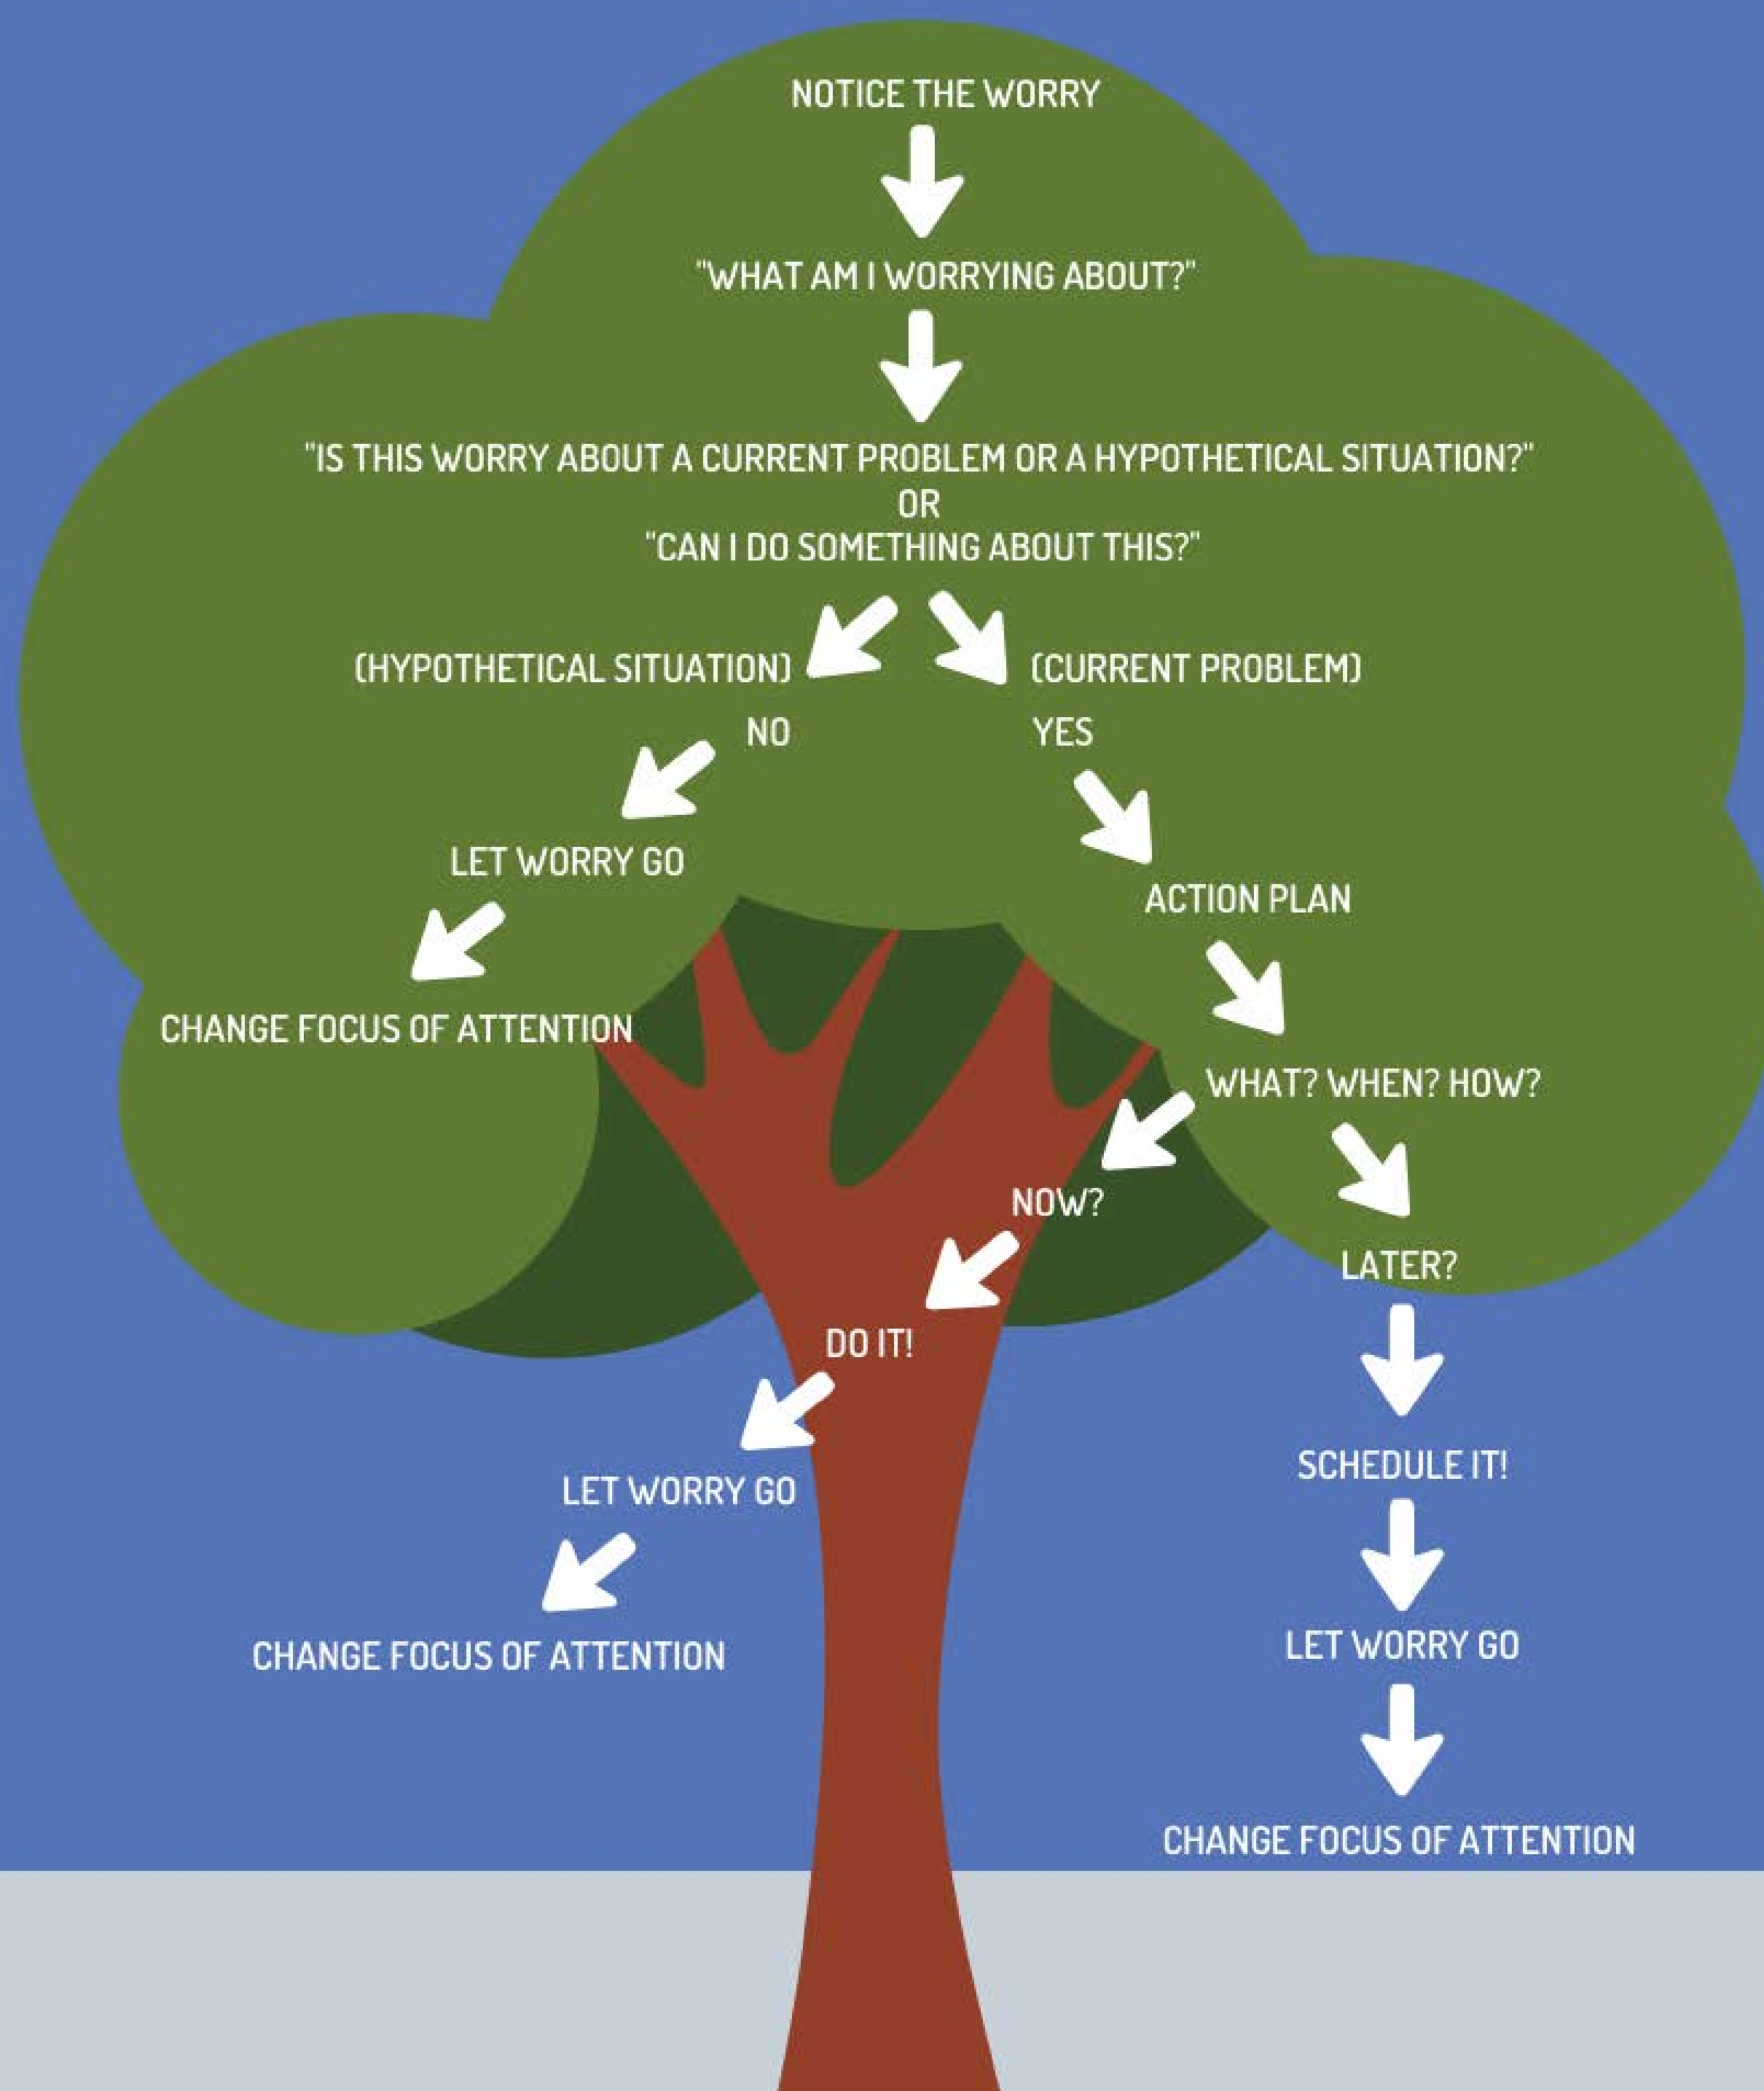 NOTICE THE WORRY
"WHAT AM I WORRYING ABOUT?"
"IS THIS WORRY ABOUT A CURRENT PROBLEM OR A HYPOTHETICAL SITUATION?"
OR
"CAN I DO SOMETHING ABOUT THIS?"
(HYPOTHETICAL SITUATION)
NO
LET WORRY GO
CHANGE FOCUS OF ATTENTION
(CURRENT PROBLEM)
YES
ACTION PLAN
WHAT? WHEN? HOW?
NOW?
DO IT!
LET WORRY GO
CHANGE FOCUS OF ATTENTION
LATER?
SCHEDULE IT!
LET WORRY GO
CHANGE FOCUS OF ATTENTION